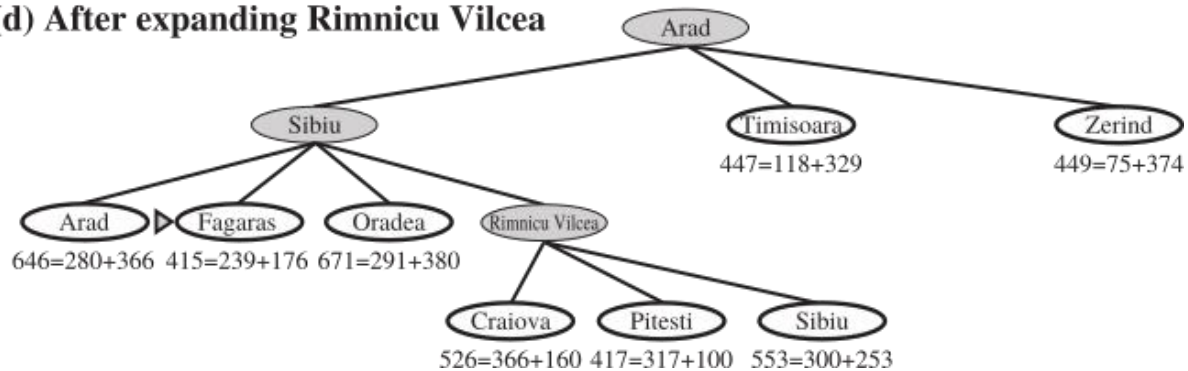 (d) After expanding Rimnicu Vilcea
Arad
Sibiu
Timisoara
Zerind
447=118+329
449=75+374
Arad
Fagaras
Oradea
Rimnicu Vilcea
646=280+366
415=239+176
671=291+380
Craiova
Pitesti
Sibiu
526=366+160
417=317+100
553=300+253